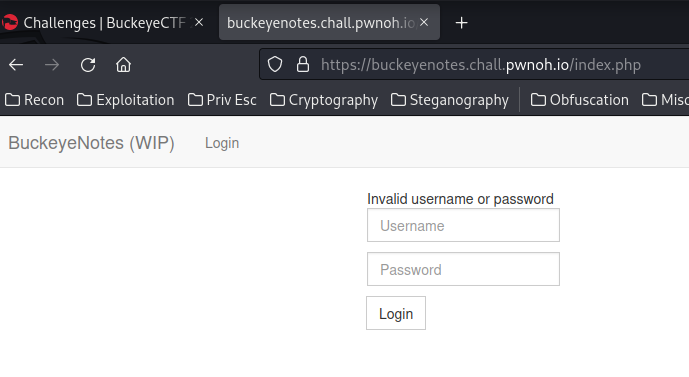 Challenges | BuckeyeCTF
buckeyenotes.chall.pwnoh.io
https://buckeyenotes.chall.pwnoh.io/index.php
Recon Exploitation Priv Esc Cryptography Steganography Obfuscation Misc
BuckeyeNotes (WIP) Login
Invalid username or password
Username
Password
Login